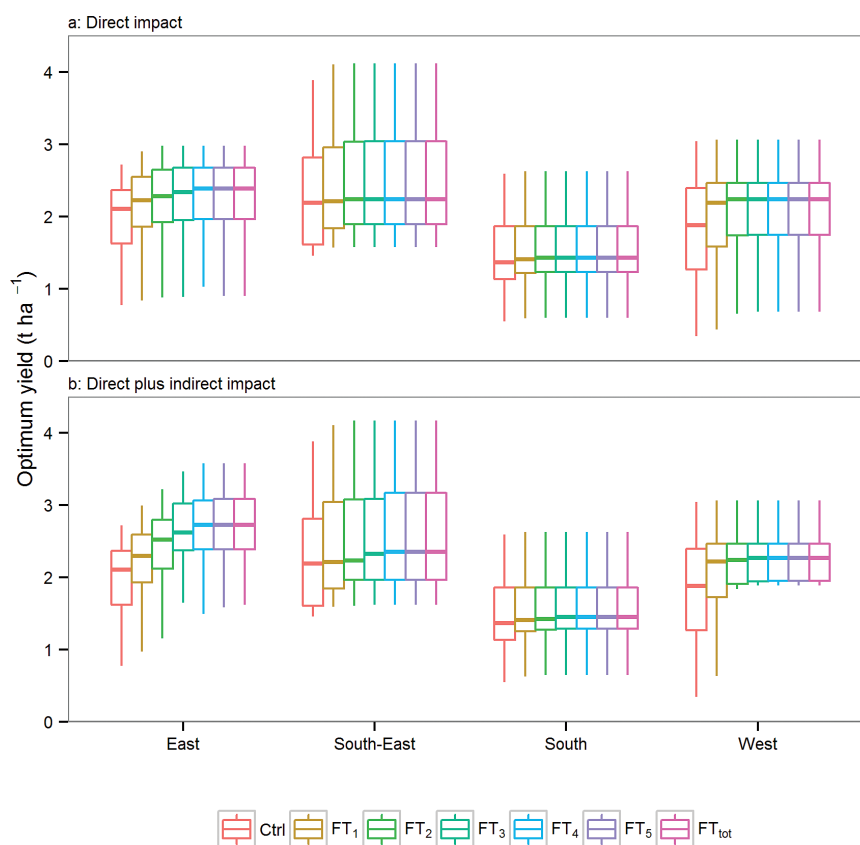 a: Direct impact
4
3
2
1
0
b: Direct plus indirect impact
4
3
2
1
0
Optimum yield (t ha ⁻¹)
East South-East South West
Ctrl FT₁ FT₂ FT₃ FT₄ FT₅ FTtot